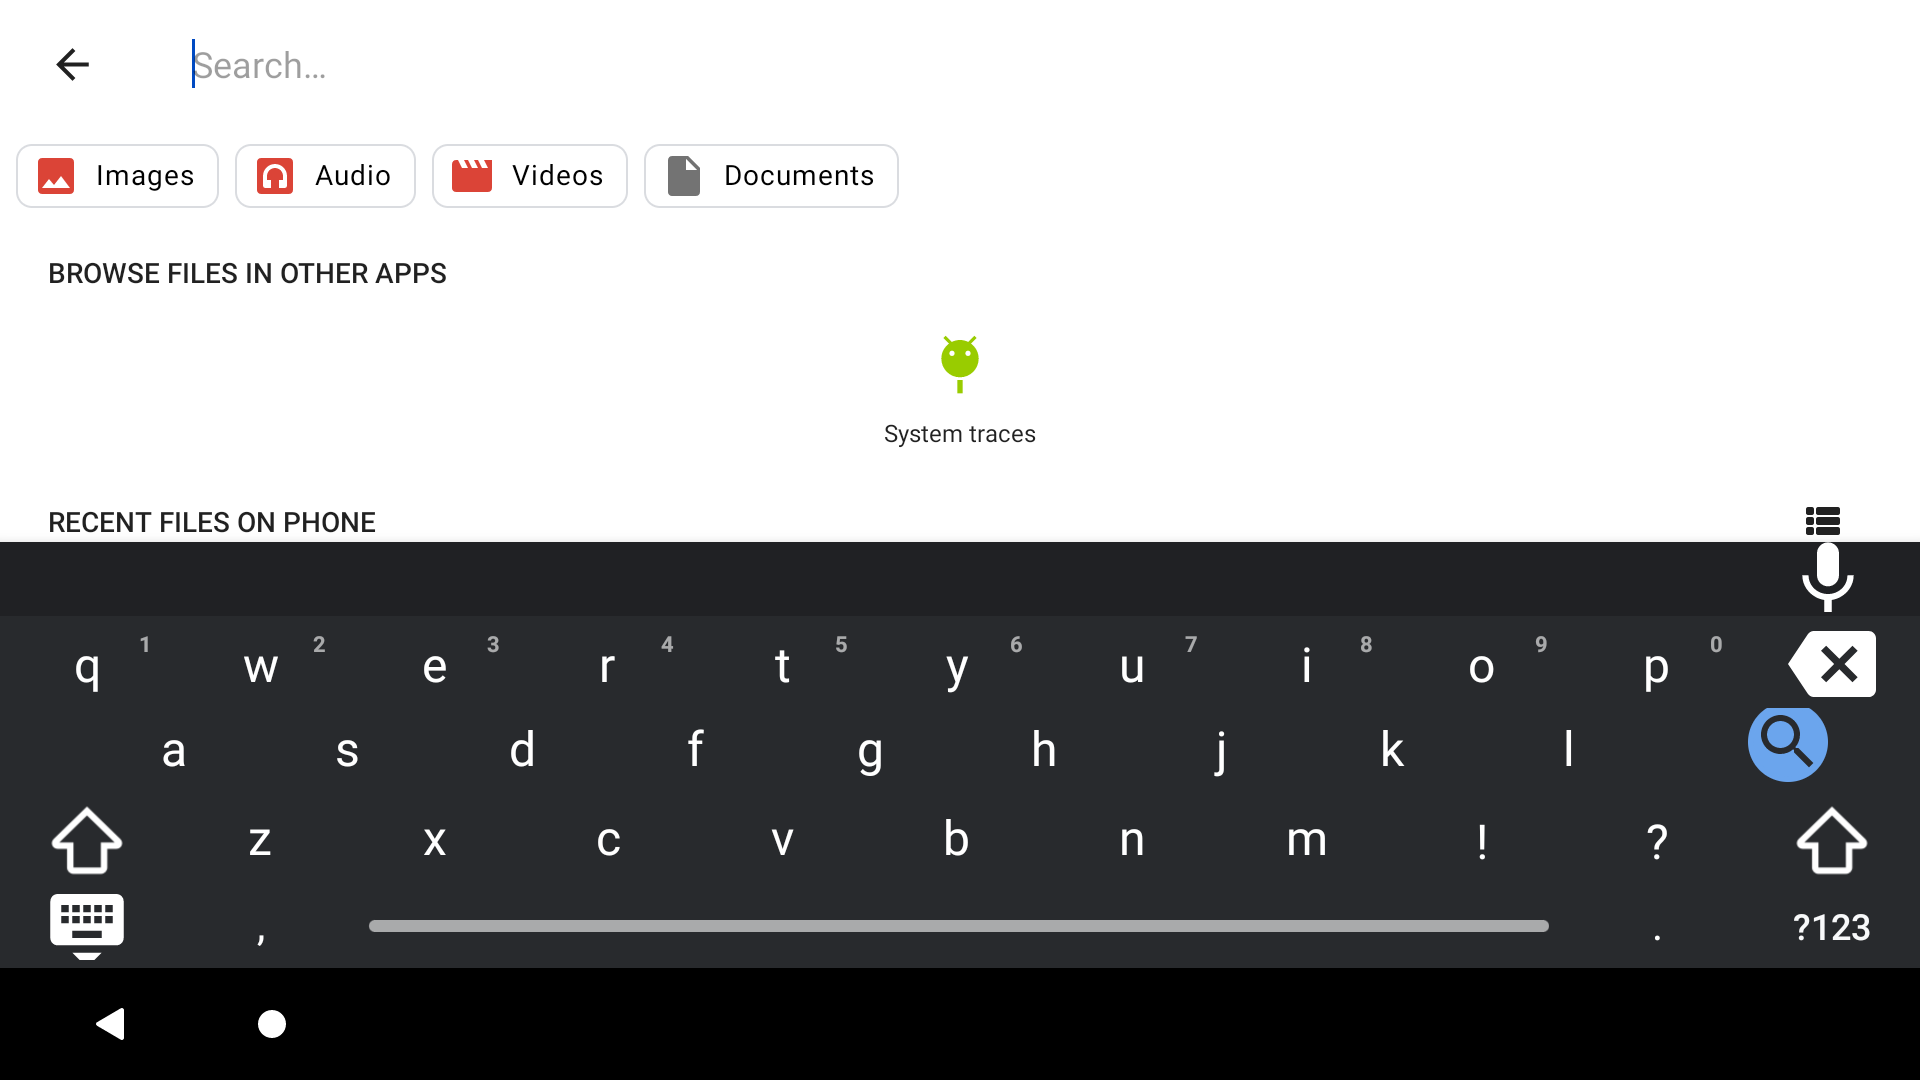 Search…
Images Audio Videos Documents
BROWSE FILES IN OTHER APPS
System traces
RECENT FILES ON PHONE
q 1 w 2 e 3 r 4 t 5 y 6 u 7 i 8 o 9 p 0
a s d f g h j k l
z x c v b n m ! ?
, . ?123